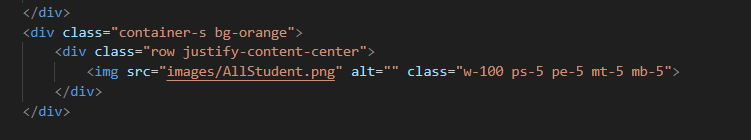 </div>
<div class="container-s bg-orange">
<div class="row justify-content-center">
<img src="images/AllStudent.png" alt="" class="w-100 ps-5 pe-5 mt-5 mb-5">
</div>
</div>